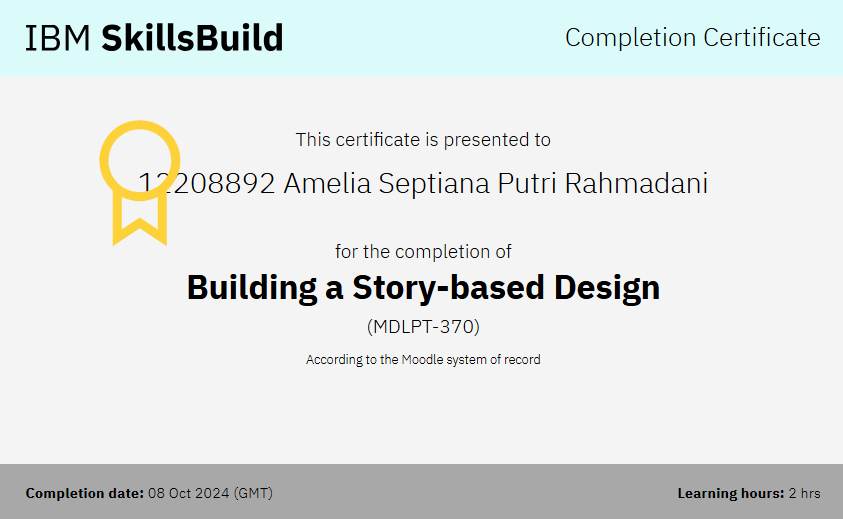 IBM SkillsBuild
Completion Certificate
This certificate is presented to
12208892 Amelia Septiana Putri Rahmadani
for the completion of
Building a Story-based Design
(MDLPT-370)
According to the Moodle system of record
Completion date: 08 Oct 2024 (GMT)
Learning hours: 2 hrs